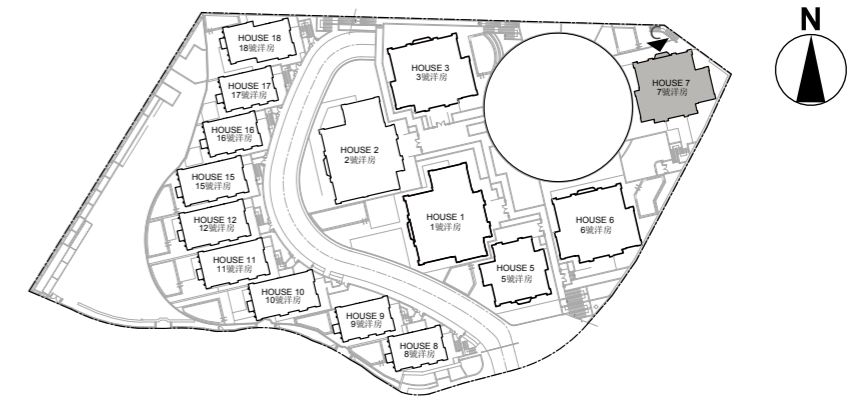 N
HOUSE 18
18號洋房
HOUSE 17
17號洋房
HOUSE 16
16號洋房
HOUSE 15
15號洋房
HOUSE 12
12號洋房
HOUSE 11
11號洋房
HOUSE 10
10號洋房
HOUSE 9
9號洋房
HOUSE 8
8號洋房
HOUSE 3
3號洋房
HOUSE 2
2號洋房
HOUSE 1
1號洋房
HOUSE 5
5號洋房
HOUSE 6
6號洋房
HOUSE 7
7號洋房